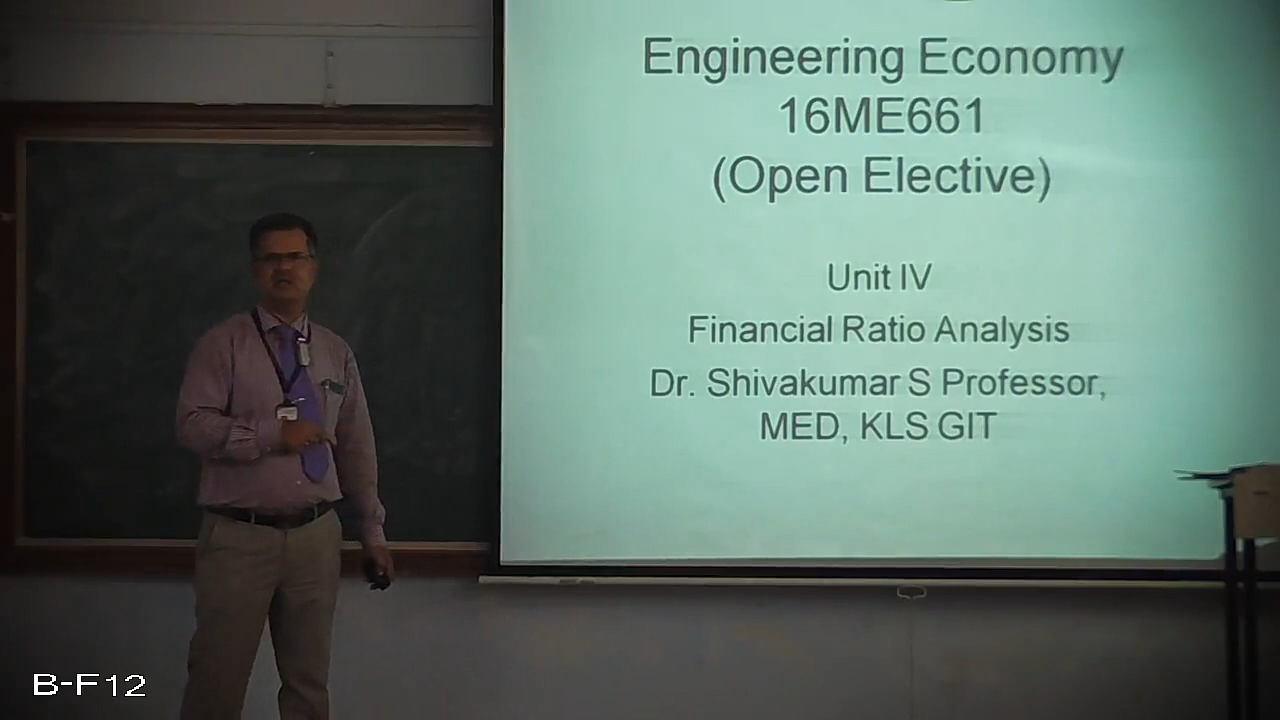 Engineering Economy
16ME661
(Open Elective)
Unit IV
Financial Ratio Analysis
Dr. Shivakumar S Professor,
MED, KLS GIT
B-F12